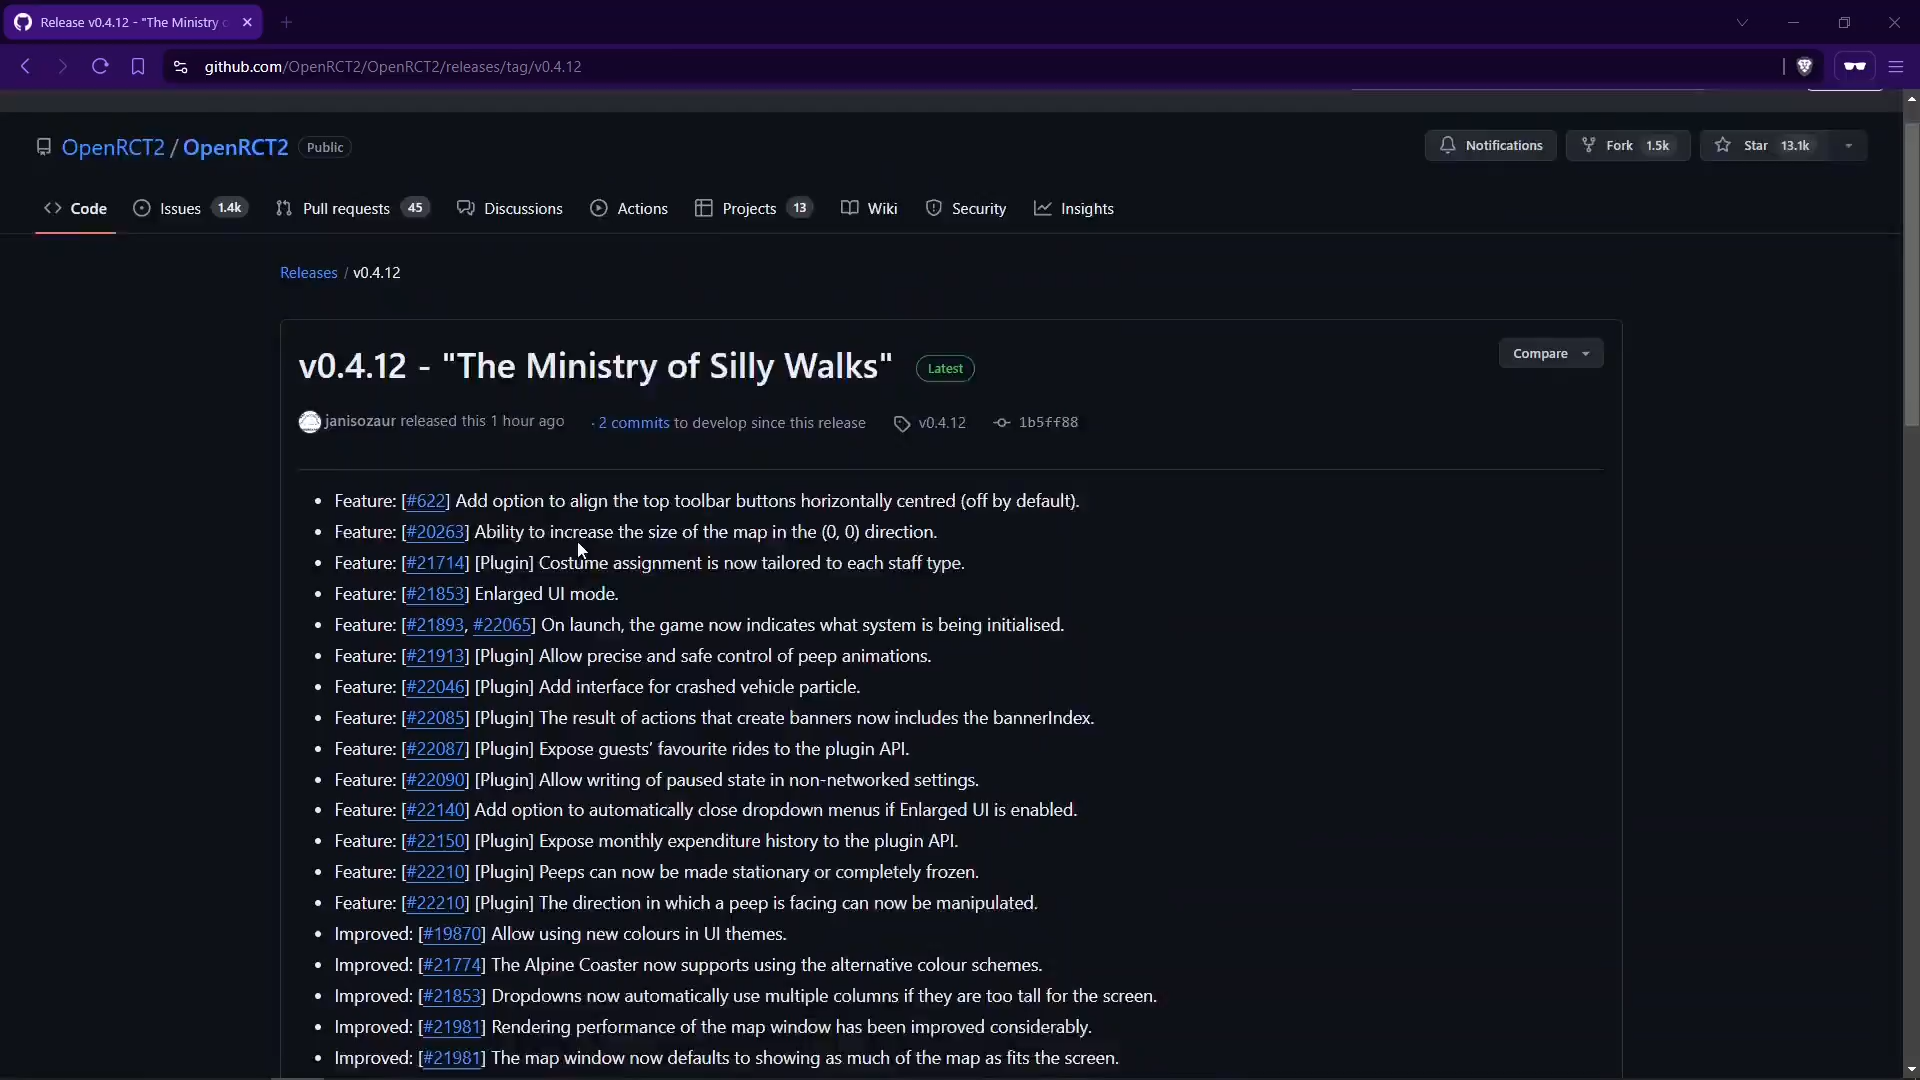 Release v0.4.12 - "The Ministry
github.com/OpenRCT2/OpenRCT2/releases/tag/v0.4.12
OpenRCT2 / OpenRCT2 Public
Notifications Fork 1.5k Star 13.1k
Code Issues 1.4k Pull requests 45 Discussions Actions Projects 13 Wiki Security Insights
Releases / v0.4.12
v0.4.12 - "The Ministry of Silly Walks" Latest
Compare
janisozaur released this 1 hour ago · 2 commits to develop since this release v0.4.12 1b5ff88
• Feature: [#622] Add option to align the top toolbar buttons horizontally centred (off by default).
• Feature: [#20263] Ability to increase the size of the map in the (0, 0) direction.
• Feature: [#21714] [Plugin] Costume assignment is now tailored to each staff type.
• Feature: [#21853] Enlarged UI mode.
• Feature: [#21893, #22065] On launch, the game now indicates what system is being initialised.
• Feature: [#21913] [Plugin] Allow precise and safe control of peep animations.
• Feature: [#22046] [Plugin] Add interface for crashed vehicle particle.
• Feature: [#22085] [Plugin] The result of actions that create banners now includes the bannerIndex.
• Feature: [#22087] [Plugin] Expose guests’ favourite rides to the plugin API.
• Feature: [#22090] [Plugin] Allow writing of paused state in non-networked settings.
• Feature: [#22140] Add option to automatically close dropdown menus if Enlarged UI is enabled.
• Feature: [#22150] [Plugin] Expose monthly expenditure history to the plugin API.
• Feature: [#22210] [Plugin] Peeps can now be made stationary or completely frozen.
• Feature: [#22210] [Plugin] The direction in which a peep is facing can now be manipulated.
• Improved: [#19870] Allow using new colours in UI themes.
• Improved: [#21774] The Alpine Coaster now supports using the alternative colour schemes.
• Improved: [#21853] Dropdowns now automatically use multiple columns if they are too tall for the screen.
• Improved: [#21981] Rendering performance of the map window has been improved considerably.
• Improved: [#21981] The map window now defaults to showing as much of the map as fits the screen.